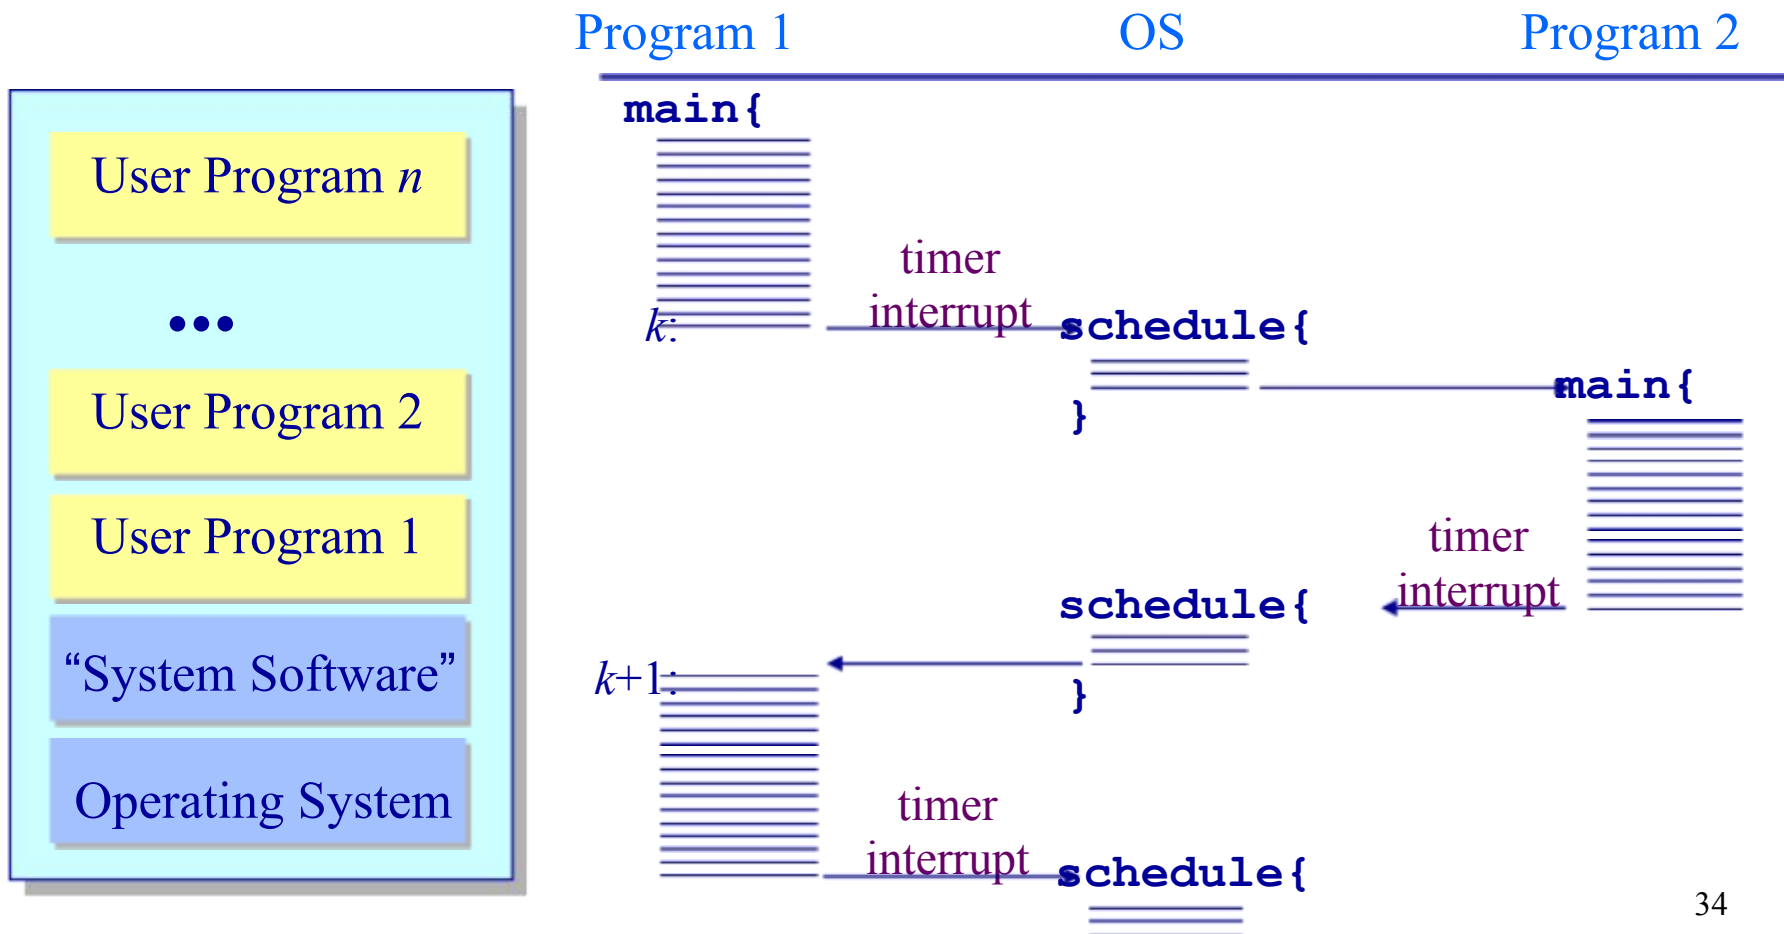 Program 1
OS
Program 2
User Program n
•••
User Program 2
User Program 1
“System Software”
Operating System
main{
k:
timer
interrupt
schedule{
}
main{
timer
interrupt
schedule{
}
k+1:
timer
interrupt
schedule{
34